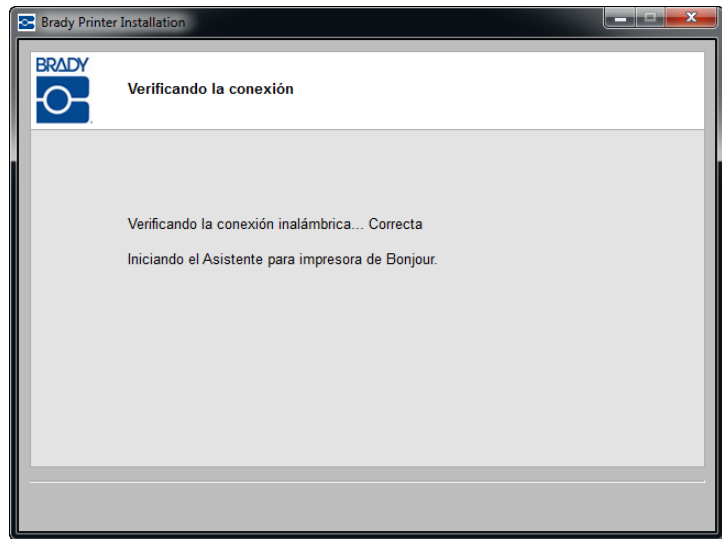 Brady Printer Installation
BRADY
Verificando la conexión
Verificando la conexión inalámbrica... Correcta
Iniciando el Asistente para impresora de Bonjour.